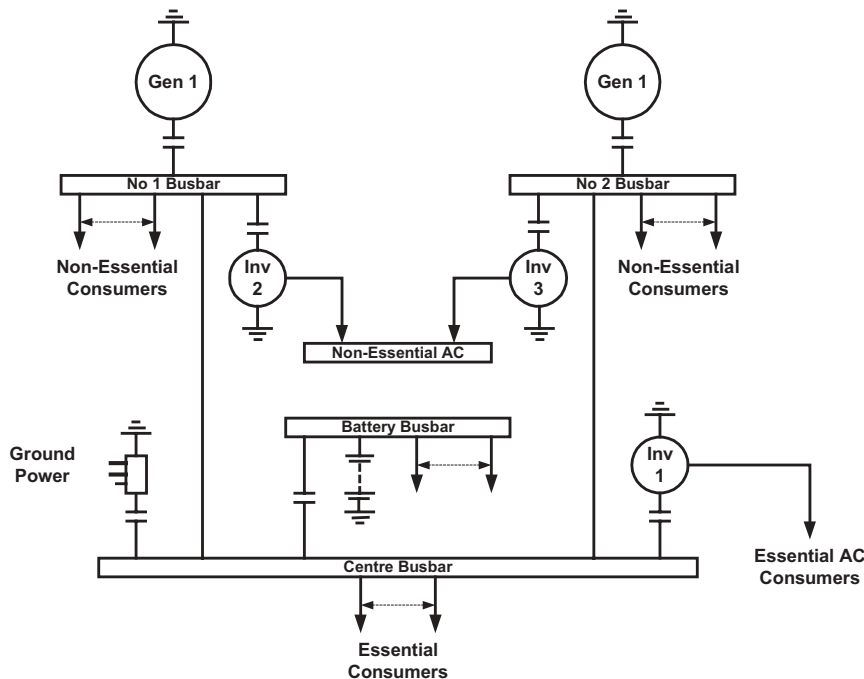 Gen 1
Gen 1
No 1 Busbar
No 2 Busbar
Non-Essential
Consumers
Inv
2
Inv
3
Non-Essential
Consumers
Non-Essential AC
Battery Busbar
Ground
Power
Inv
1
Centre Busbar
Essential AC
Consumers
Essential
Consumers